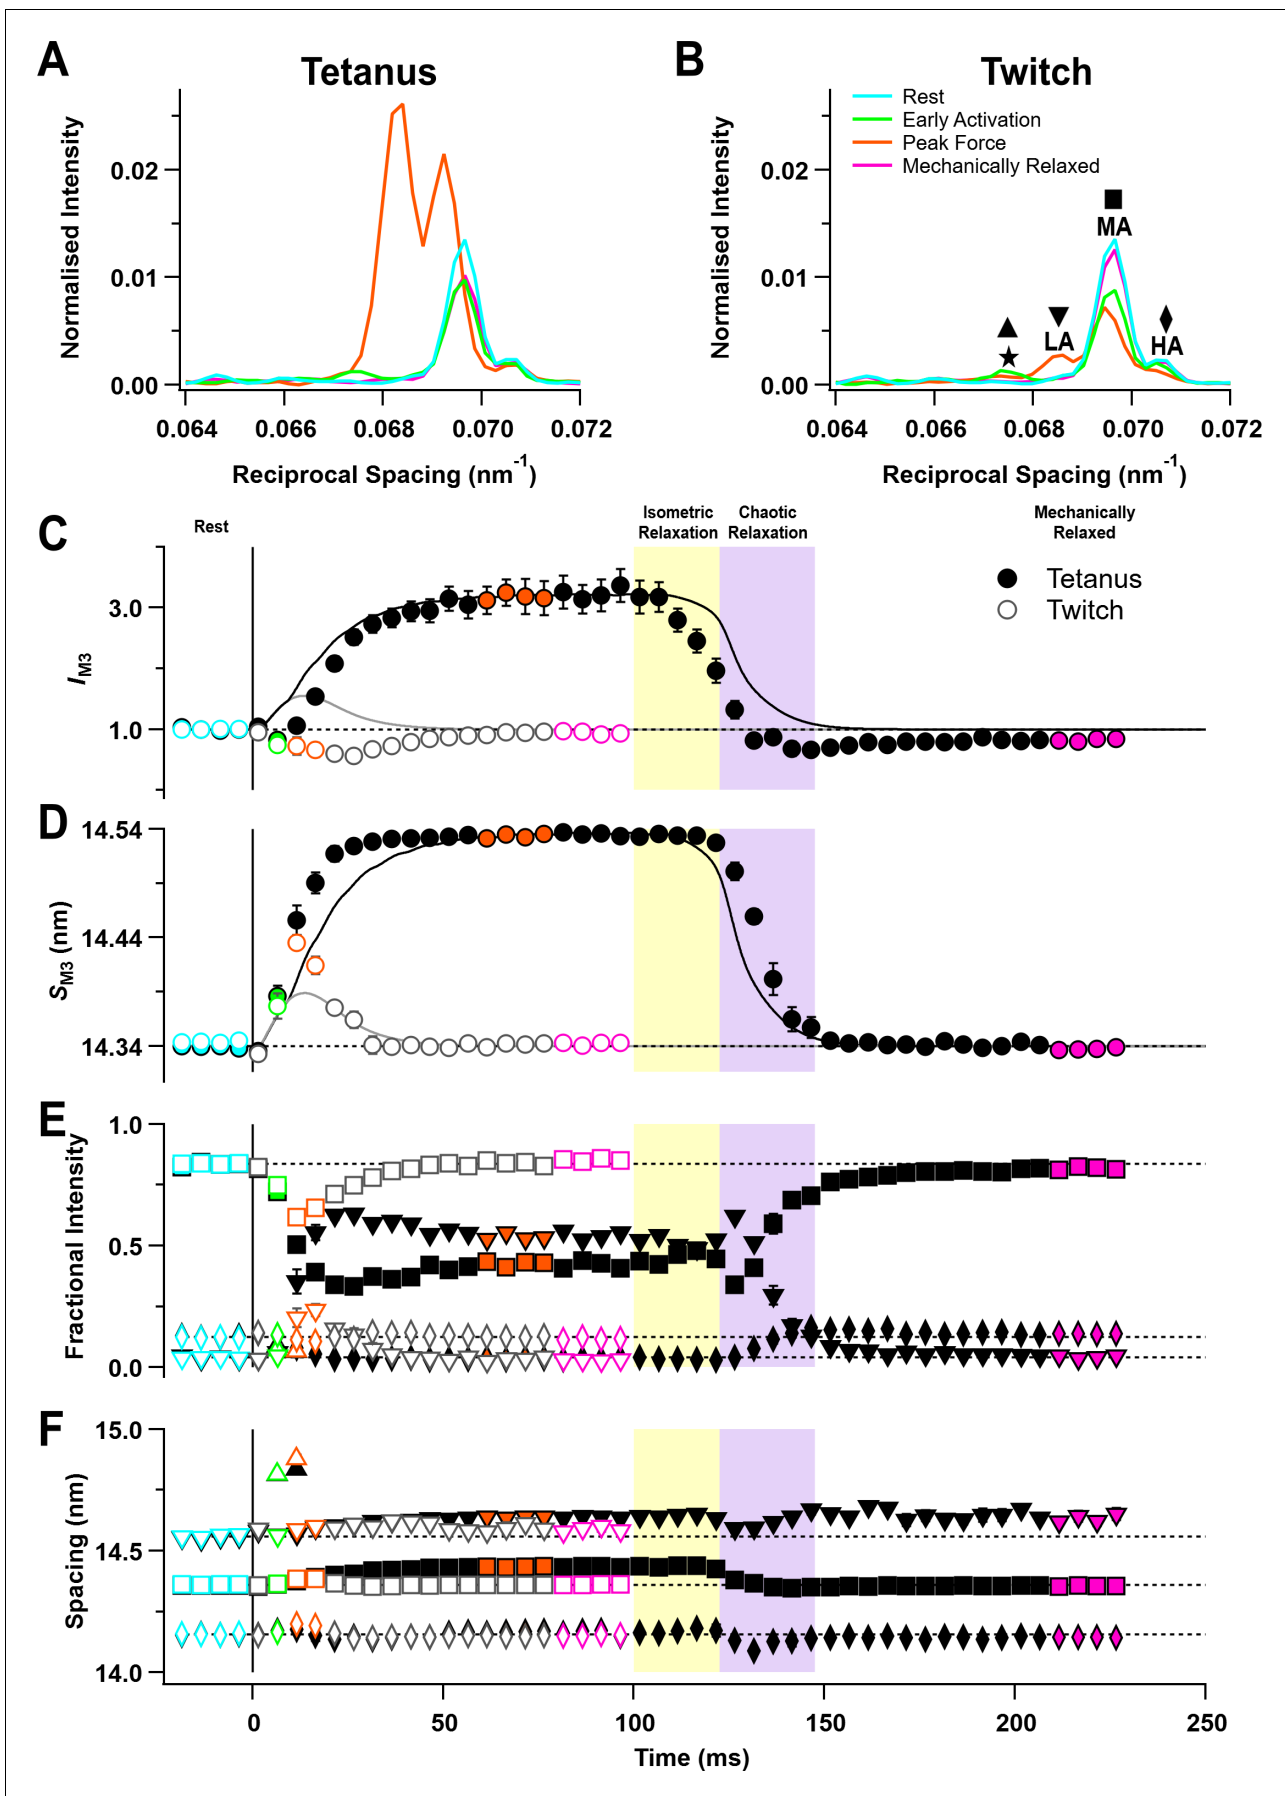 A
Tetanus
Normalised Intensity
0.02
0.01
0.00
0.064
0.066
0.068
0.070
0.072
Reciprocal Spacing (nm⁻¹)
B
Twitch
Rest
Early Activation
Peak Force
Mechanically Relaxed
Normalised Intensity
0.02
0.01
0.00
MA
LA
HA
0.064
0.066
0.068
0.070
0.072
Reciprocal Spacing (nm⁻¹)
C
Rest
Isometric
Relaxation
Chaotic
Relaxation
Mechanically
Relaxed
Tetanus
Twitch
I_M3
3.0
1.0
D
S_M3 (nm)
14.54
14.44
14.34
E
Fractional Intensity
1.0
0.5
0.0
F
Spacing (nm)
15.0
14.5
14.0
0
50
100
150
200
250
Time (ms)